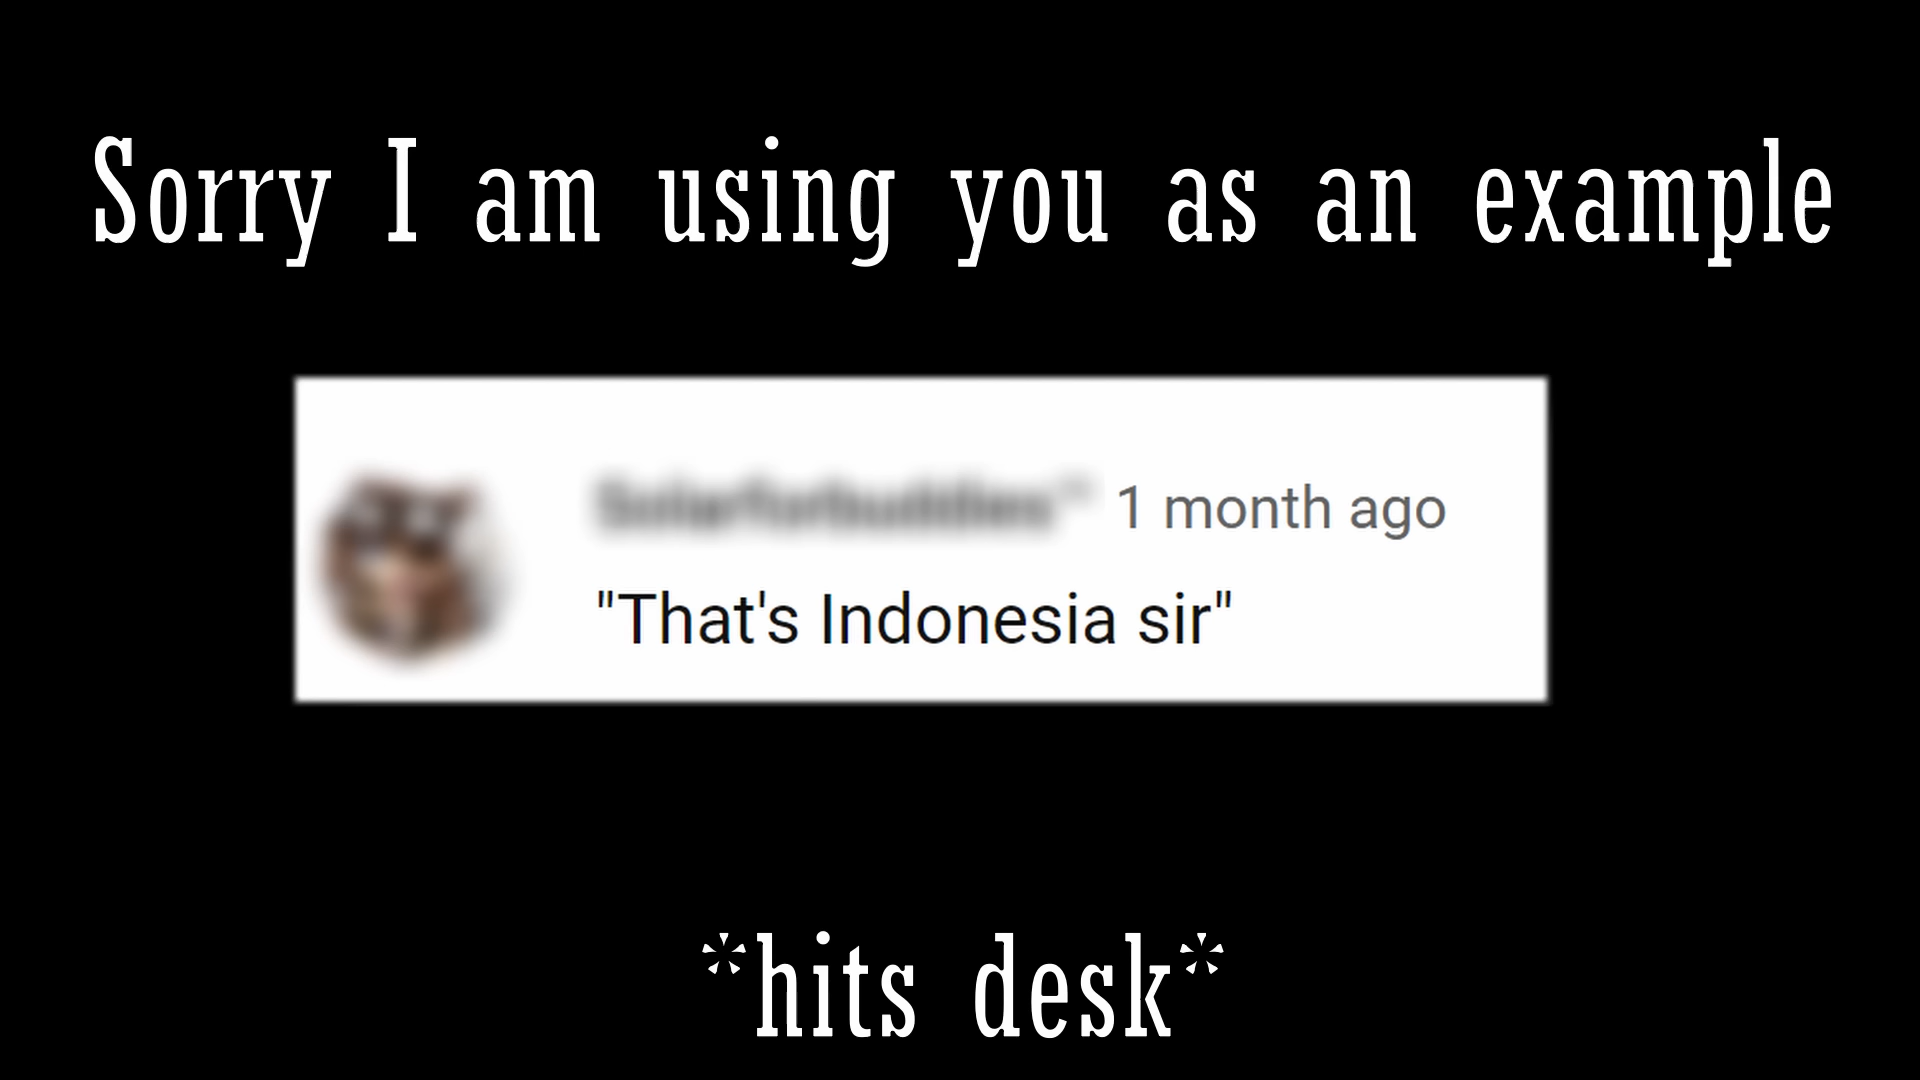 Sorry I am using you as an example
1 month ago
"That's Indonesia sir"
*hits desk*